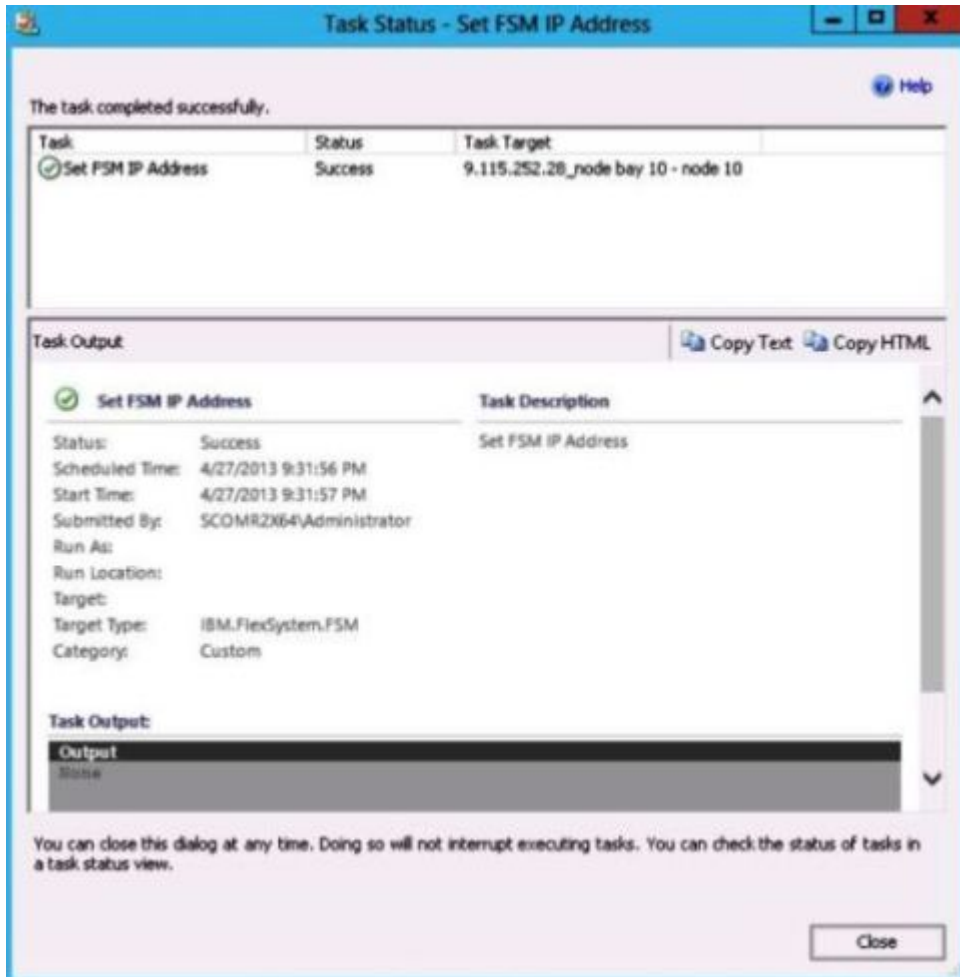 Task Status - Set FSM IP Address
Help
The task completed successfully.
Task Status Task Target
Set FSM IP Address Success 9.115.252.28_node bay 10 - node 10
Task Output Copy Text Copy HTML
Set FSM IP Address Task Description
Status: Success Set FSM IP Address
Scheduled Time: 4/27/2013 9:31:56 PM
Start Time: 4/27/2013 9:31:57 PM
Submitted By: SCOMR2X64\Administrator
Run As:
Run Location:
Target:
Target Type: IBM.FlexSystem.FSM
Category: Custom
Task Output:
Output
None
You can close this dialog at any time. Doing so will not interrupt executing tasks. You can check the status of tasks in
a task status view.
Close